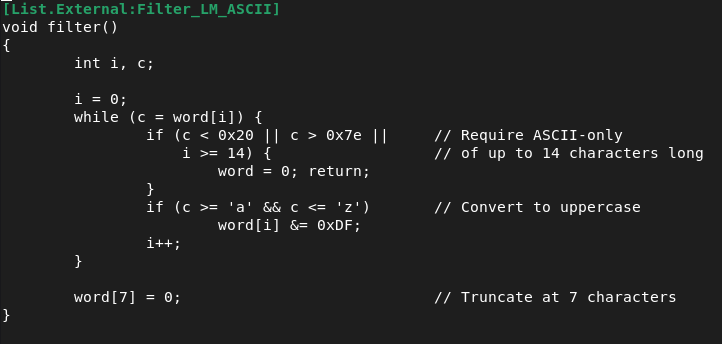 [List.External:Filter_LM_ASCII]
void filter()
{
        int i, c;

        i = 0;
        while (c = word[i]) {
                if (c < 0x20 || c > 0x7e ||     // Require ASCII-only
                    i >= 14) {                  // of up to 14 characters long
                        word = 0; return;
                }
                if (c >= 'a' && c <= 'z')       // Convert to uppercase
                        word[i] &= 0xDF;
                i++;
        }

        word[7] = 0;                            // Truncate at 7 characters
}